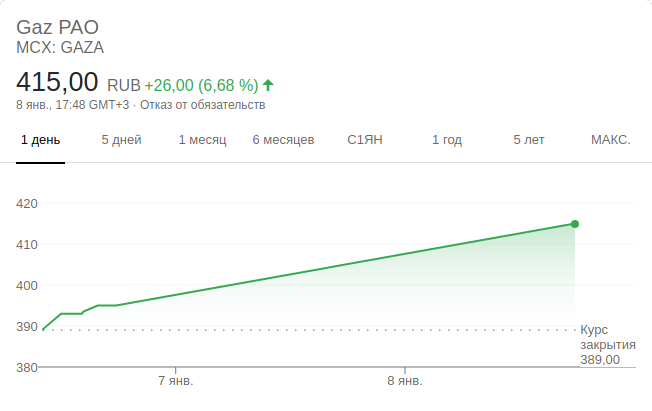 Gaz PAO
MCX: GAZA
415,00 RUB +26,00 (6,68 %)
8 янв., 17:48 GMT+3 · Отказ от обязательств
1 день 5 дней 1 месяц 6 месяцев С1ЯН 1 год 5 лет МАКС.
420
410
400
390
380
Курс
закрытия
389,00
7 янв. 8 янв.